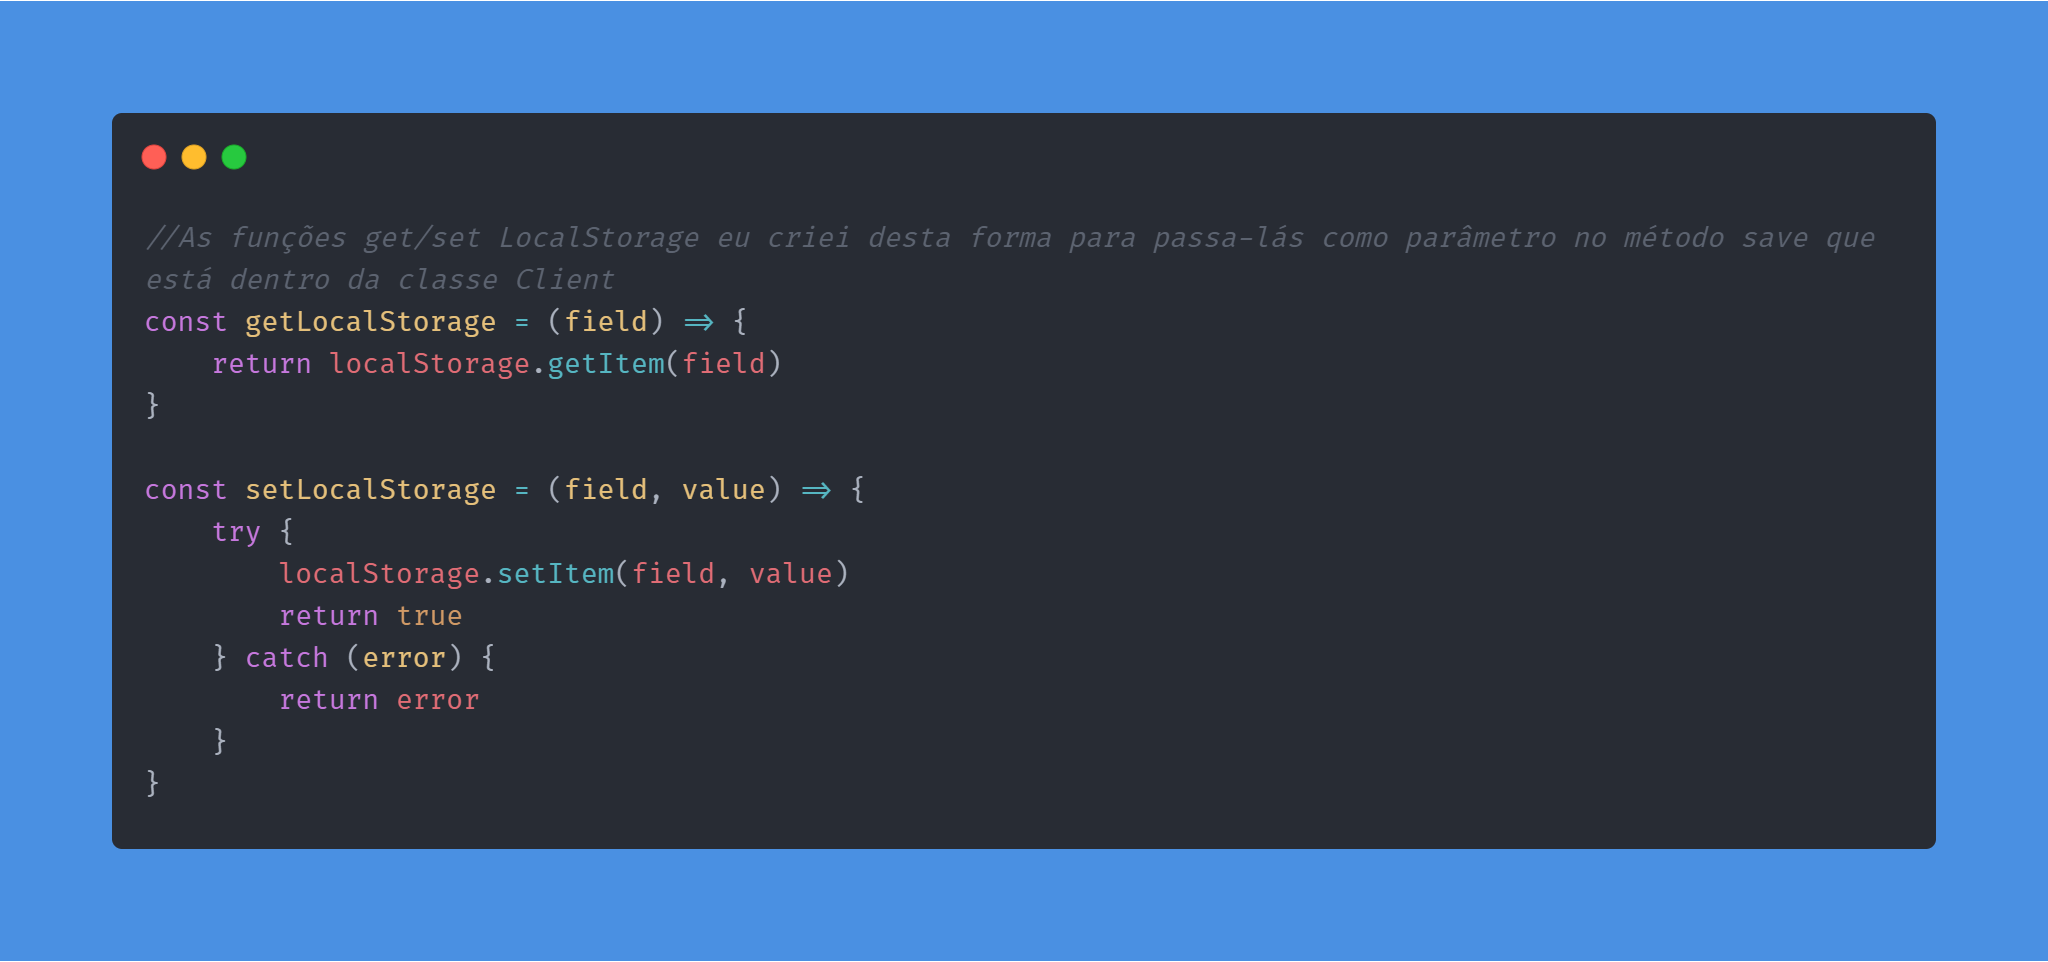 //As funções get/set LocalStorage eu criei desta forma para passa-lás como parâmetro no método save que
está dentro da classe Client
const getLocalStorage = (field) => {
    return localStorage.getItem(field)
}

const setLocalStorage = (field, value) => {
    try {
        localStorage.setItem(field, value)
        return true
    } catch (error) {
        return error
    }
}